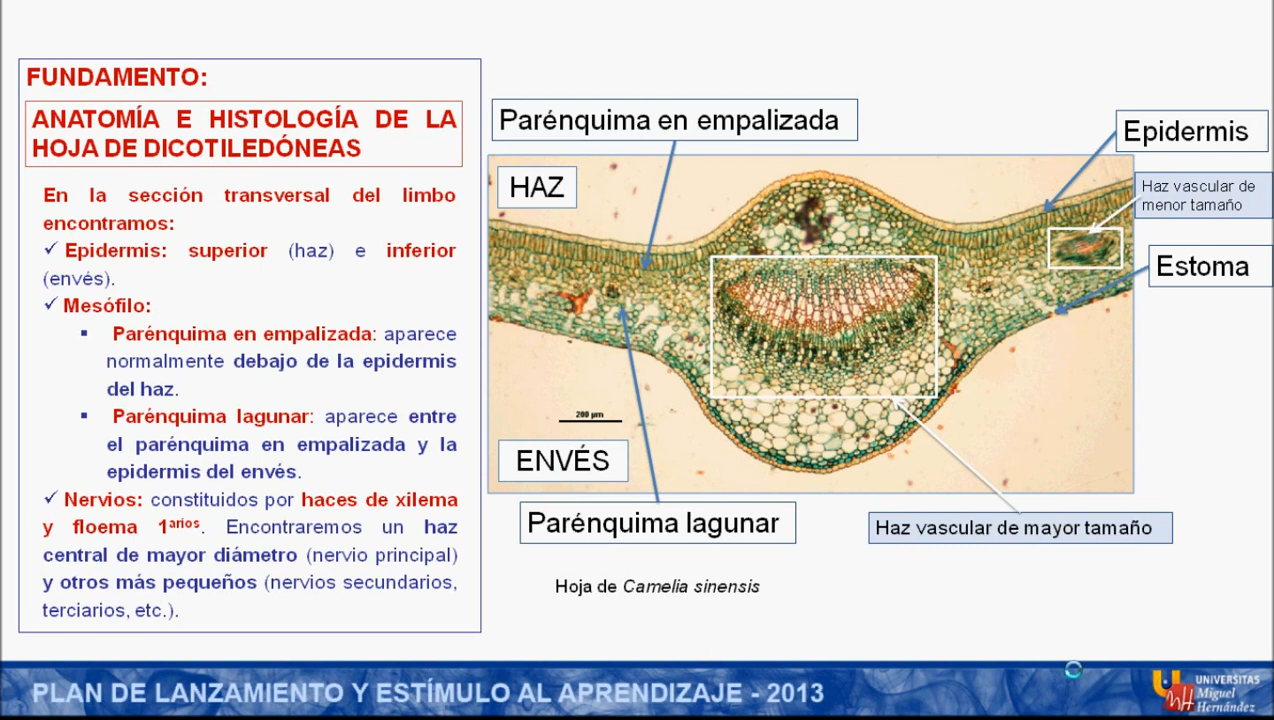 FUNDAMENTO:
ANATOMÍA E HISTOLOGÍA DE LA
HOJA DE DICOTILEDÓNEAS
En la sección transversal del limbo
encontramos:
✓ Epidermis: superior (haz) e inferior
(envés).
✓ Mesófilo:
▪ Parénquima en empalizada: aparece
normalmente debajo de la epidermis
del haz.
▪ Parénquima lagunar: aparece entre
el parénquima en empalizada y la
epidermis del envés.
✓ Nervios: constituidos por haces de xilema
y floema 1arios. Encontraremos un haz
central de mayor diámetro (nervio principal)
y otros más pequeños (nervios secundarios,
terciarios, etc.).
Parénquima en empalizada
Epidermis
HAZ
Haz vascular de
menor tamaño
Estoma
200 µm
ENVÉS
Parénquima lagunar
Haz vascular de mayor tamaño
Hoja de Camelia sinensis
PLAN DE LANZAMIENTO Y ESTÍMULO AL APRENDIZAJE - 2013
UNIVERSITAS
Miguel
Hernández